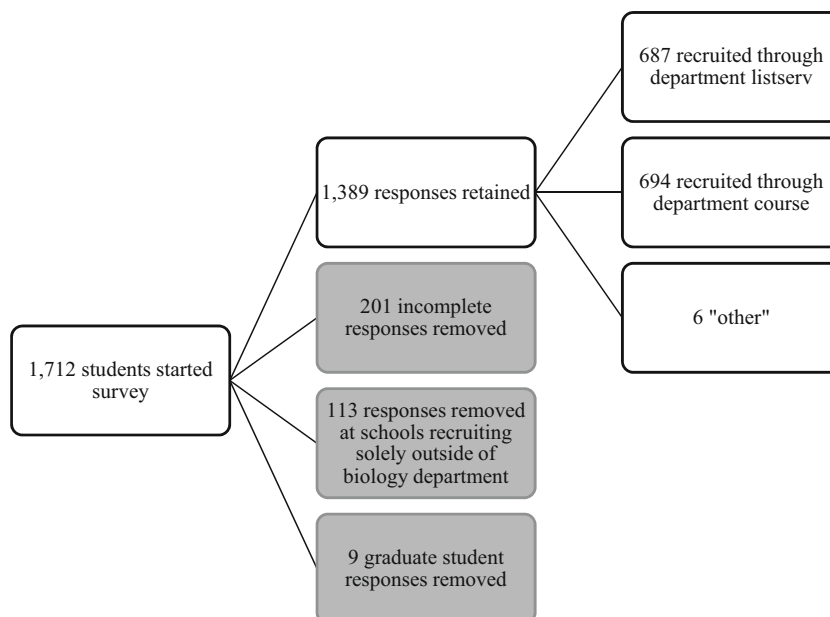 1,712 students started
survey
1,389 responses retained
201 incomplete
responses removed
113 responses removed
at schools recruiting
solely outside of
biology department
9 graduate student
responses removed
687 recruited through
department listserv
694 recruited through
department course
6 "other"